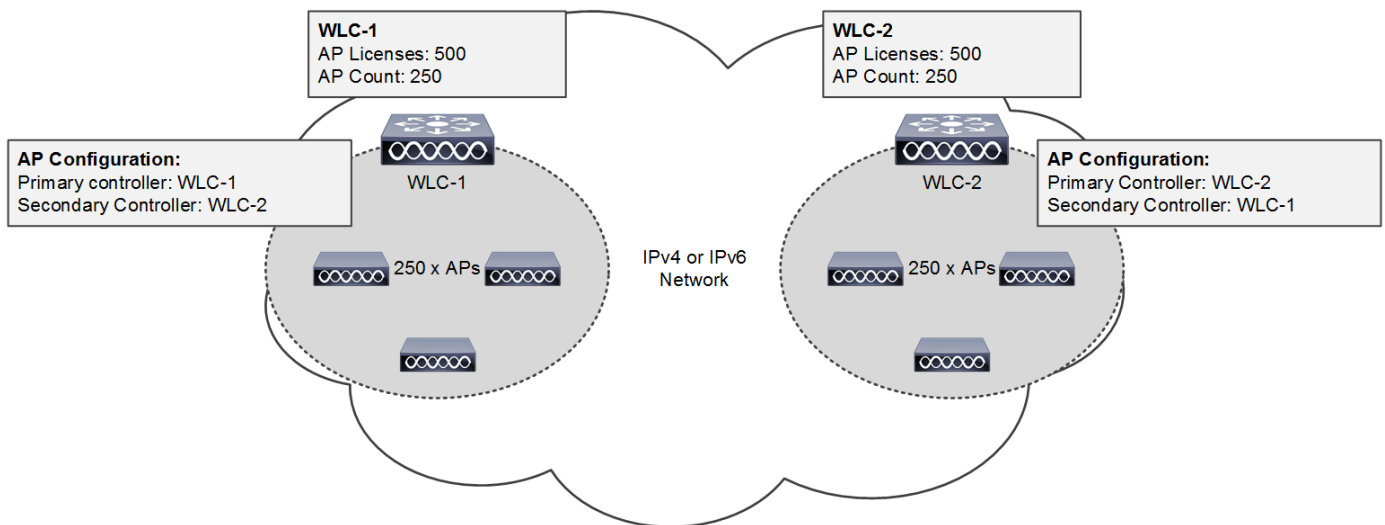 WLC-1
AP Licenses: 500
AP Count: 250
WLC-2
AP Licenses: 500
AP Count: 250
AP Configuration:
Primary controller: WLC-1
Secondary Controller: WLC-2
WLC-1
WLC-2
AP Configuration:
Primary Controller: WLC-2
Secondary Controller: WLC-1
250 x APs
IPv4 or IPv6
Network
250 x APs